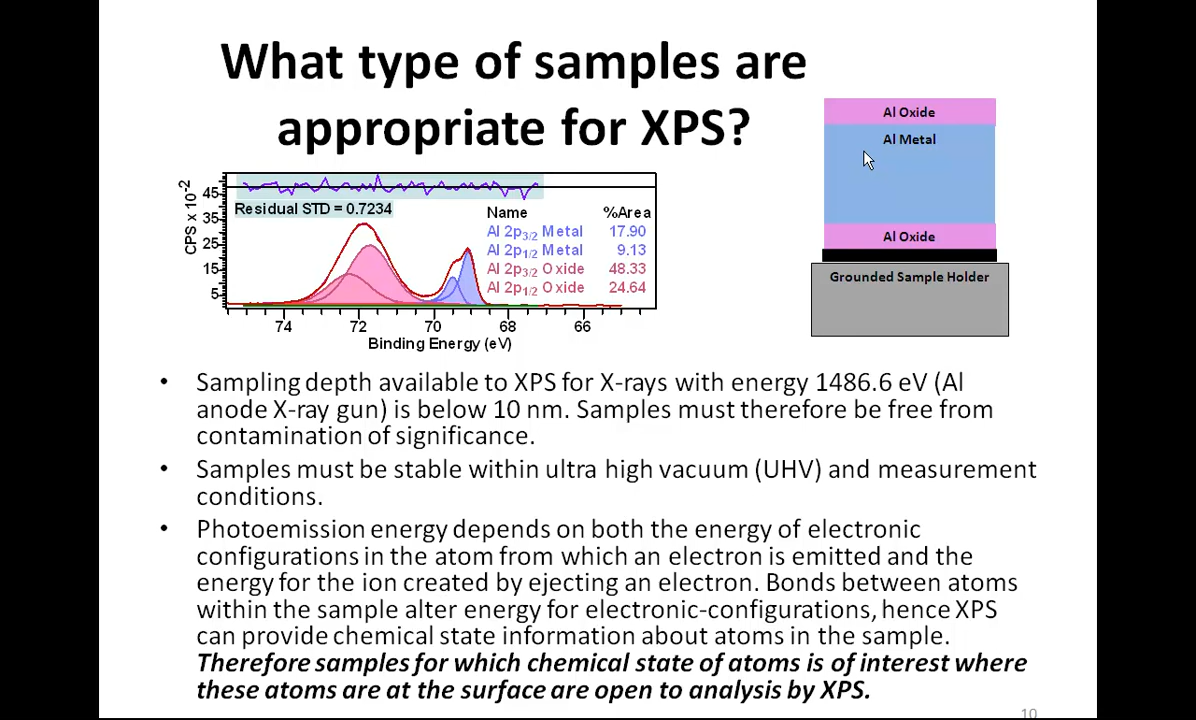 What type of samples are
appropriate for XPS?
Al Oxide
Al Metal
Al Oxide
Grounded Sample Holder
CPS x 10⁻²
45
35
25
15
5
Residual STD = 0.7234
Name %Area
Al 2p3/2 Metal 17.90
Al 2p1/2 Metal 9.13
Al 2p3/2 Oxide 48.33
Al 2p1/2 Oxide 24.64
74 72 70 68 66
Binding Energy (eV)
• Sampling depth available to XPS for X-rays with energy 1486.6 eV (Al
anode X-ray gun) is below 10 nm. Samples must therefore be free from
contamination of significance.
• Samples must be stable within ultra high vacuum (UHV) and measurement
conditions.
• Photoemission energy depends on both the energy of electronic
configurations in the atom from which an electron is emitted and the
energy for the ion created by ejecting an electron. Bonds between atoms
within the sample alter energy for electronic-configurations, hence XPS
can provide chemical state information about atoms in the sample.
Therefore samples for which chemical state of atoms is of interest where
these atoms are at the surface are open to analysis by XPS.
10